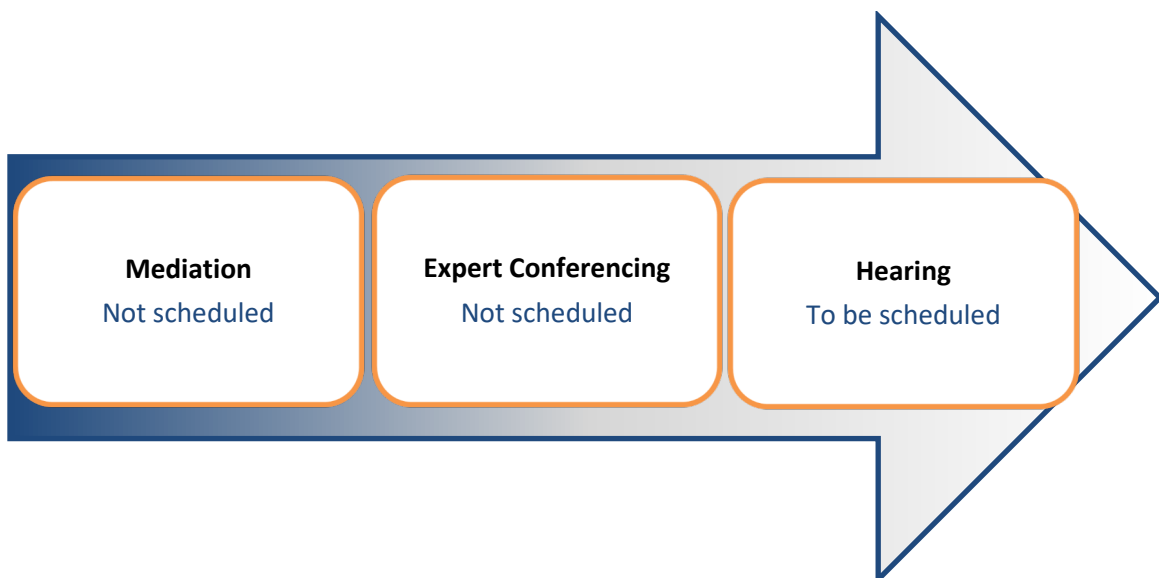 Mediation
Not scheduled
Expert Conferencing
Not scheduled
Hearing
To be scheduled